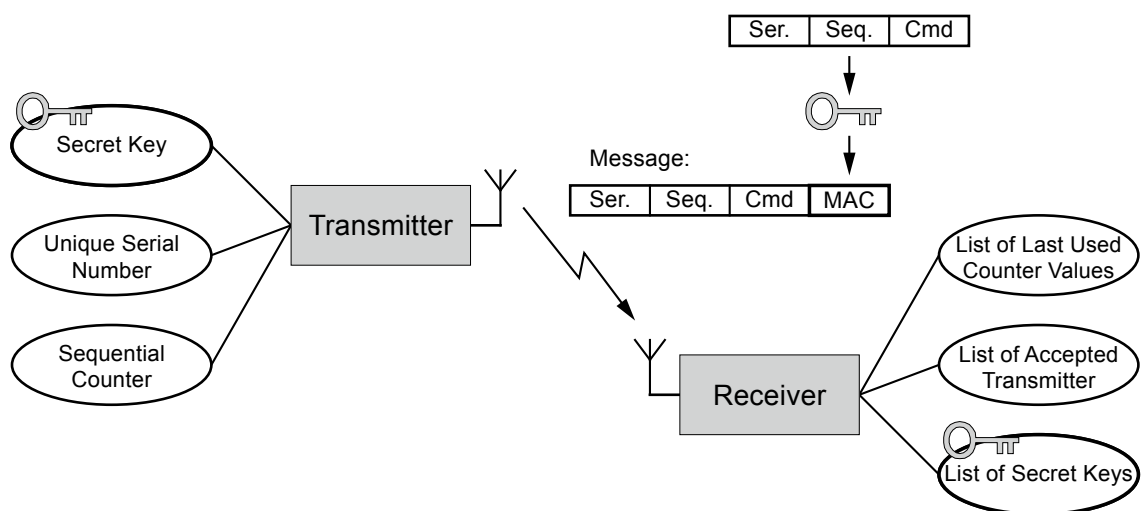 Ser. Seq. Cmd
Secret Key
Message:
Ser. Seq. Cmd MAC
Transmitter
Unique Serial
Number
List of Last Used
Counter Values
Sequential
Counter
List of Accepted
Transmitter
Receiver
List of Secret Keys